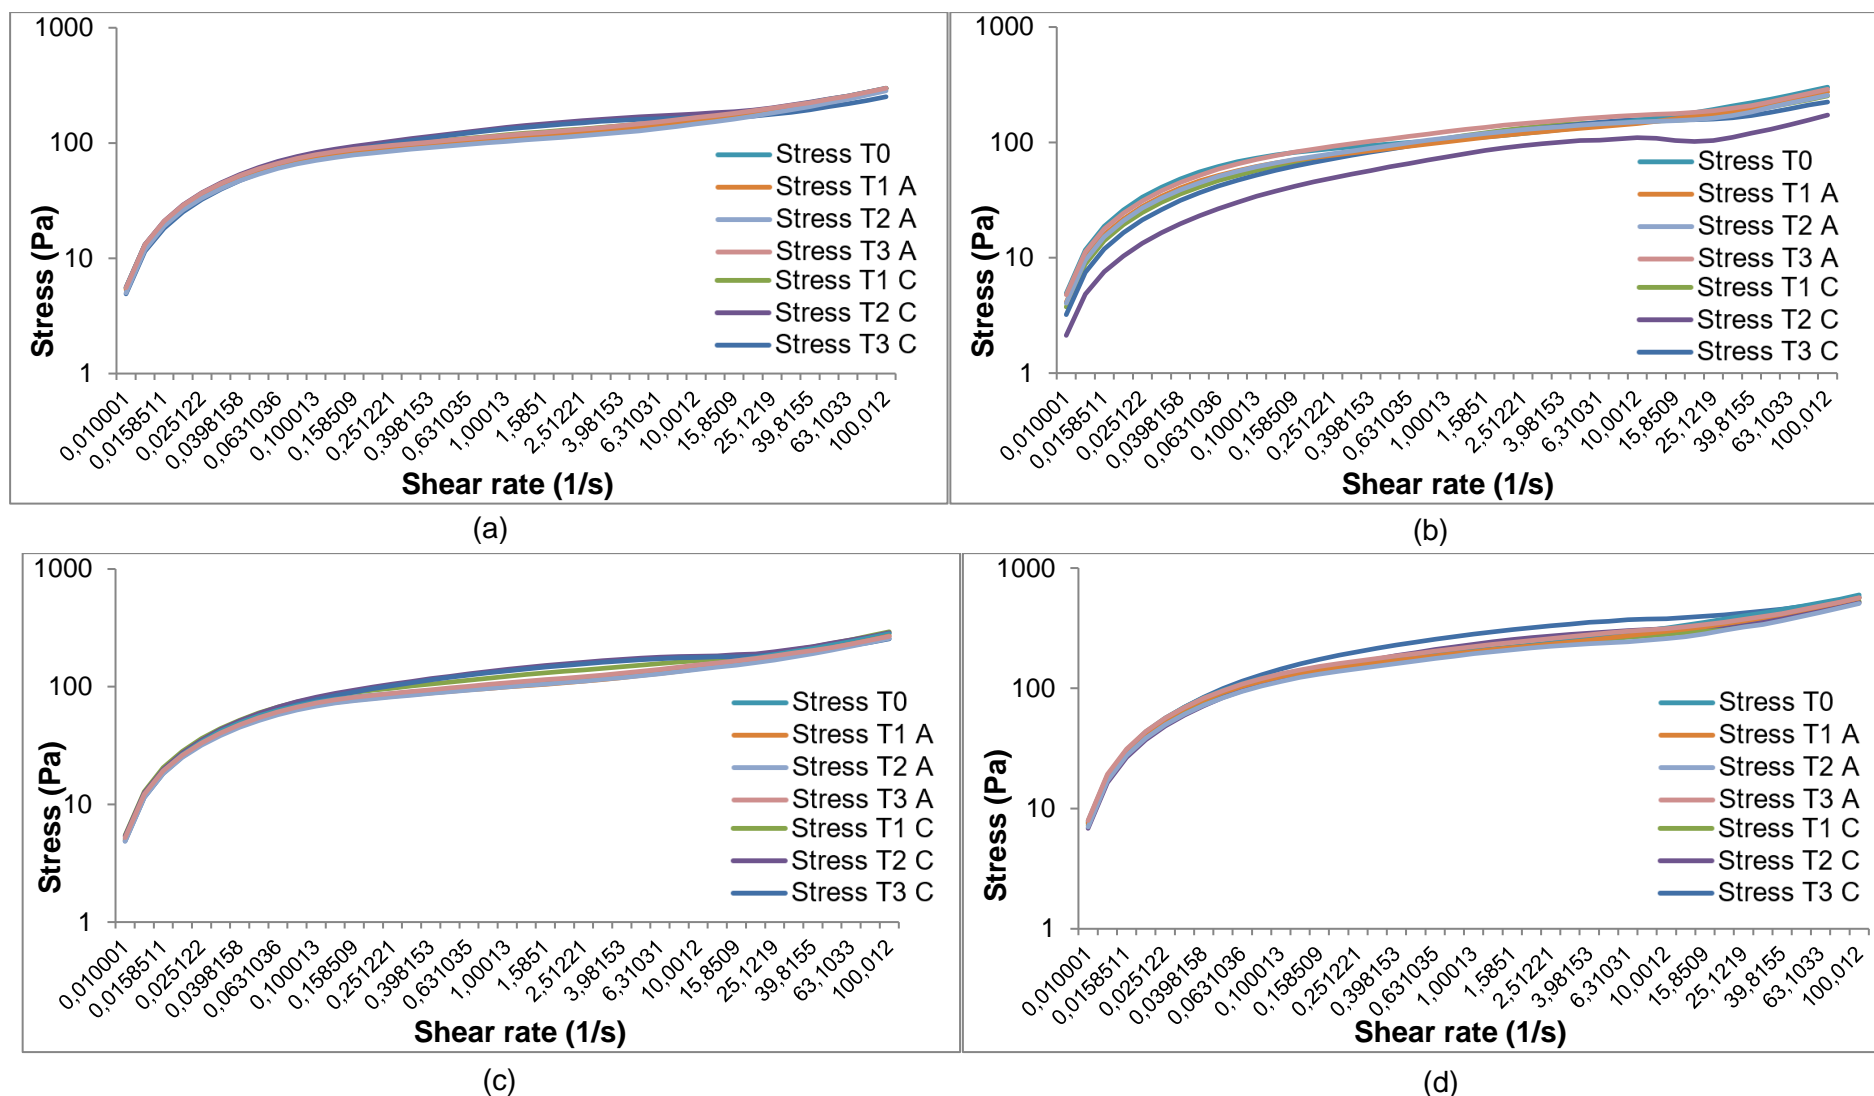 1000
100
10
1
Stress (Pa)
Stress T0
Stress T1 A
Stress T2 A
Stress T3 A
Stress T1 C
Stress T2 C
Stress T3 C
0,010001
0,0158511
0,025122
0,0398158
0,0631036
0,100013
0,158509
0,251221
0,398153
0,631035
1,00013
1,5851
2,51221
3,98153
6,31031
10,0012
15,8509
25,1219
39,8155
63,1033
100,012
Shear rate (1/s)
(a)
1000
100
10
1
Stress (Pa)
Stress T0
Stress T1 A
Stress T2 A
Stress T3 A
Stress T1 C
Stress T2 C
Stress T3 C
0,010001
0,0158511
0,025122
0,0398158
0,0631036
0,100013
0,158509
0,251221
0,398153
0,631035
1,00013
1,5851
2,51221
3,98153
6,31031
10,0012
15,8509
25,1219
39,8155
63,1033
100,012
Shear rate (1/s)
(b)
1000
100
10
1
Stress (Pa)
Stress T0
Stress T1 A
Stress T2 A
Stress T3 A
Stress T1 C
Stress T2 C
Stress T3 C
0,010001
0,0158511
0,025122
0,0398158
0,0631036
0,100013
0,158509
0,251221
0,398153
0,631035
1,00013
1,5851
2,51221
3,98153
6,31031
10,0012
15,8509
25,1219
39,8155
63,1033
100,012
Shear rate (1/s)
(c)
1000
100
10
1
Stress (Pa)
Stress T0
Stress T1 A
Stress T2 A
Stress T3 A
Stress T1 C
Stress T2 C
Stress T3 C
0,010001
0,0158511
0,025122
0,0398158
0,0631036
0,100013
0,158509
0,251221
0,398153
0,631035
1,00013
1,5851
2,51221
3,98153
6,31031
10,0012
15,8509
25,1219
39,8155
63,1033
100,012
Shear rate (1/s)
(d)